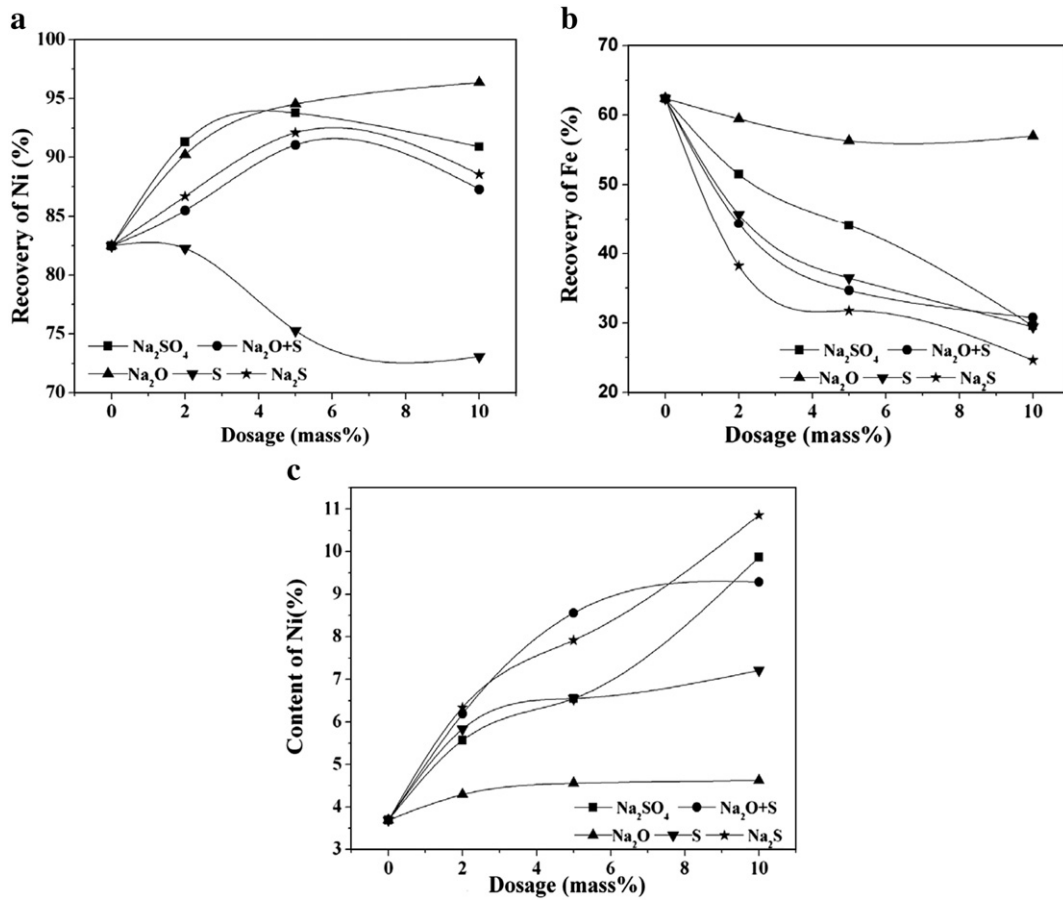 a
100
95
90
85
80
75
70
Recovery of Ni (%)
Na₂SO₄ Na₂O+S
Na₂O S Na₂S
0 2 4 6 8 10
Dosage (mass%)
b
70
60
50
40
30
20
Recovery of Fe (%)
Na₂SO₄ Na₂O+S
Na₂O S Na₂S
0 2 4 6 8 10
Dosage (mass%)
c
11
10
9
8
7
6
5
4
3
Content of Ni(%)
Na₂SO₄ Na₂O+S
Na₂O S Na₂S
0 2 4 6 8 10
Dosage (mass%)